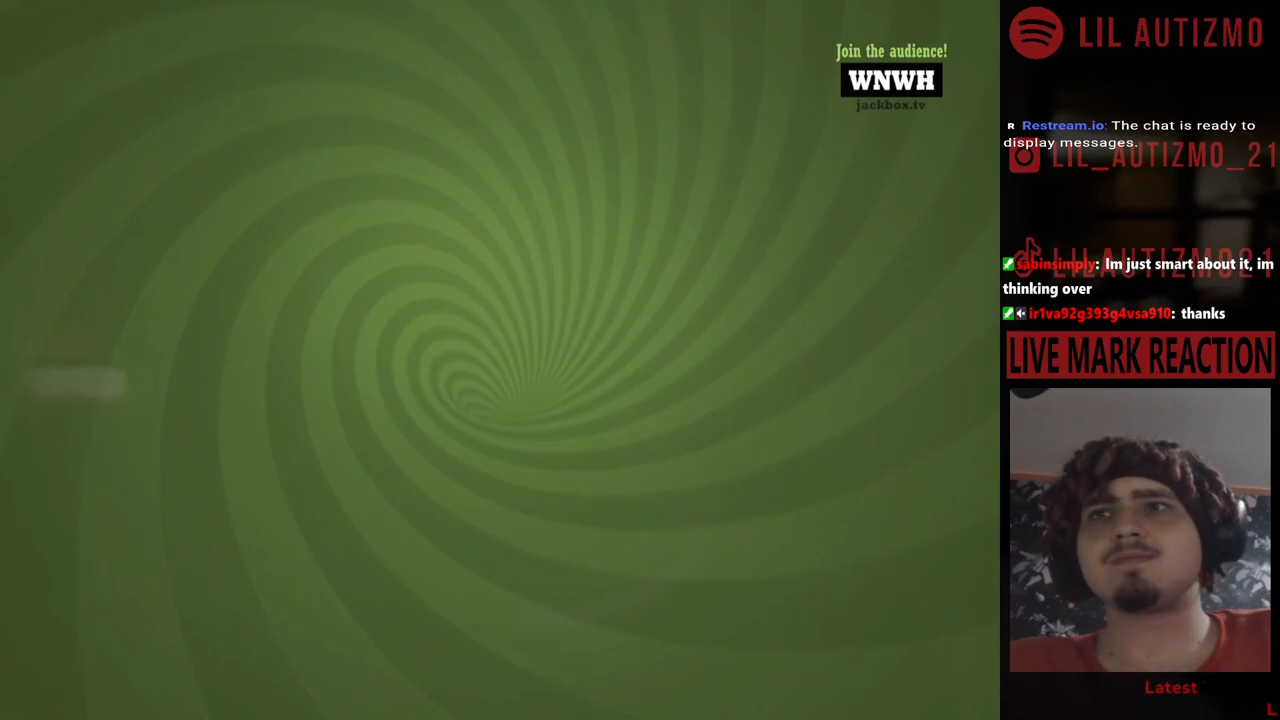 Join the audience!
WNWH
jackbox.tv
LIL AUTIZMO
Restream.io: The chat is ready to
display messages.
LIL_AUTIZMO_21
LILAUTIZMO21
sabinsimply: Im just smart about it, im
thinking over
ir1va92g393g4vsa910: thanks
LIVE MARK REACTION
Latest
L